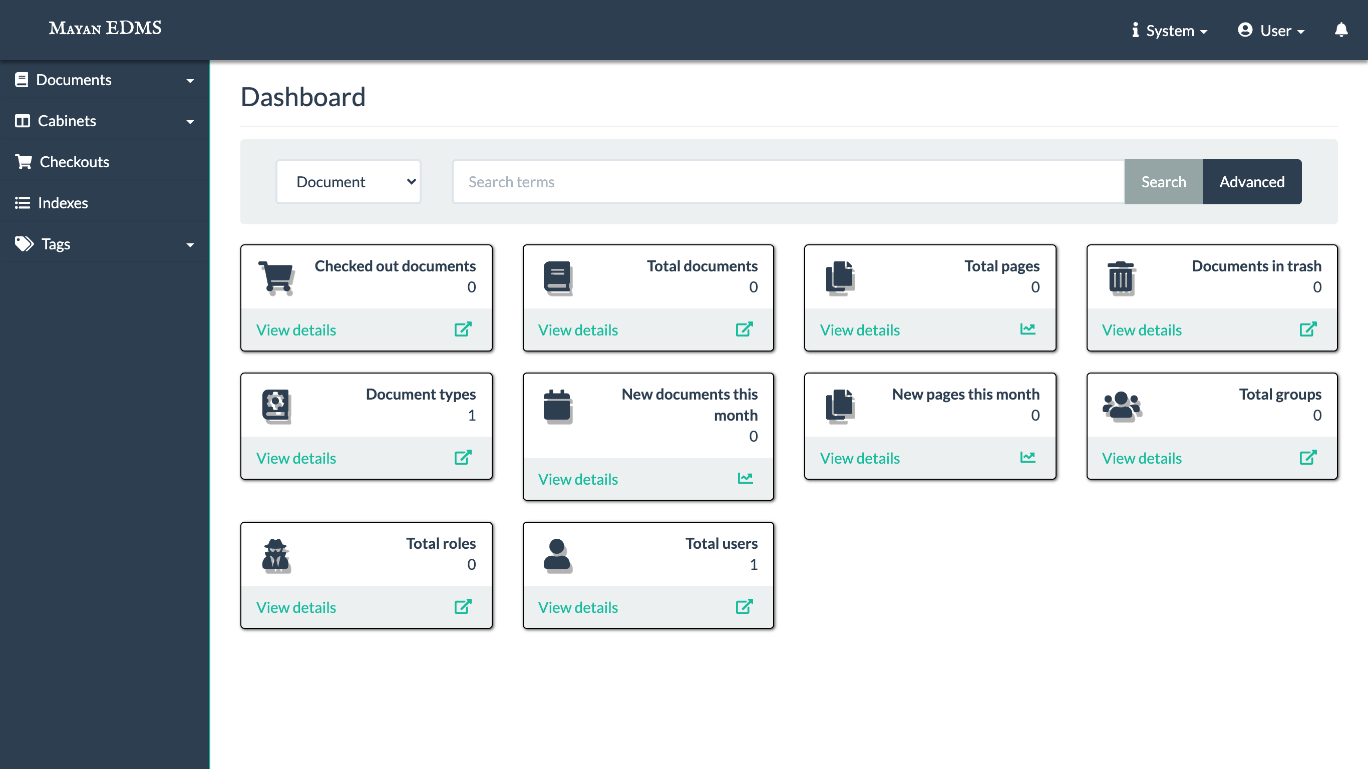 Mayan EDMS
System
User
Documents
Cabinets
Checkouts
Indexes
Tags
Dashboard
Document
Search terms
Search
Advanced
Checked out documents
0
View details
Total documents
0
View details
Total pages
0
View details
Documents in trash
0
View details
Document types
1
View details
New documents this
month
0
View details
New pages this month
0
View details
Total groups
0
View details
Total roles
0
View details
Total users
1
View details